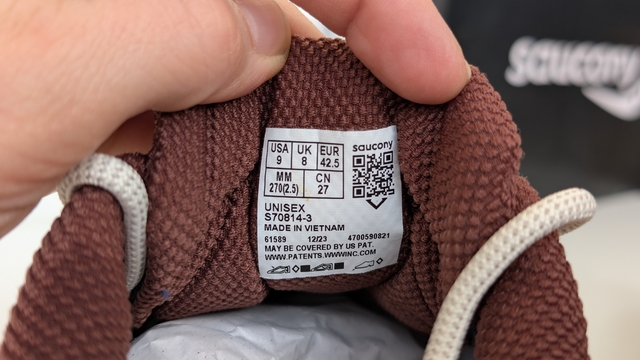 saucony
USA UK EUR
9 8 42.5
MM CN
270(2.5) 27
saucony
UNISEX
S70814-3
MADE IN VIETNAM
61589 12/23 4700590821
MAY BE COVERED BY US PAT.
WWW.PATENTS.WWWINC.COM